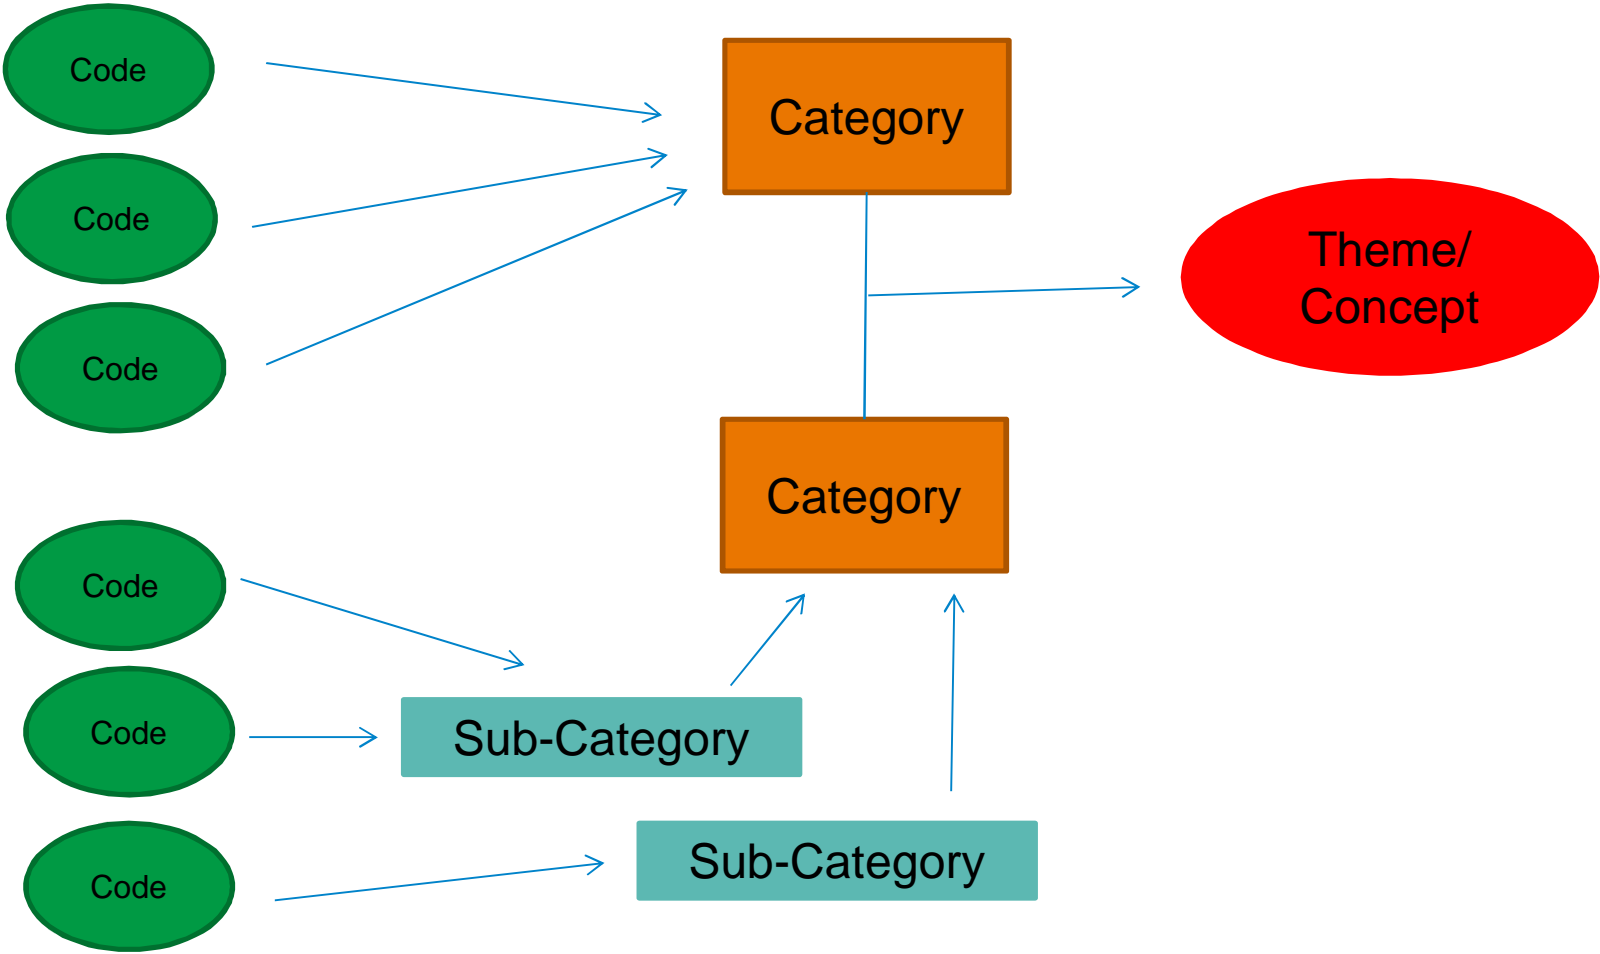 Code
Category
Code
Theme/
Concept
Code
Category
Code
Code
Sub-Category
Sub-Category
Code